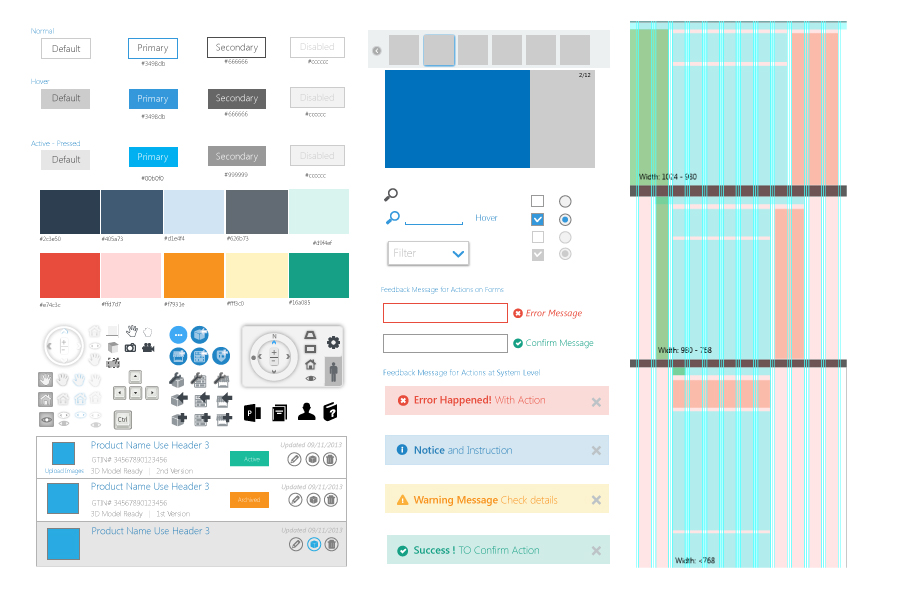 Normal
Default
Primary
Secondary
Disabled
#3498db
#666666
#cccccc
Hover
Default
Primary
Secondary
Disabled
#3498db
#666666
#cccccc
Active - Pressed
Default
Primary
Secondary
Disabled
#00b0f0
#999999
#cccccc
#2c3e50
#405a73
#d1e4f4
#626b73
#d9f4ef
#e74c3c
#ffd7d7
#f7931e
#fff3c0
#16a085
N
Ctrl
N
P
?
Product Name Use Header 3
Updated 09/11/2013
GTIN# 34567890123456
Active
Upload Images
3D Model Ready | 2nd Version
Product Name Use Header 3
Updated 09/11/2013
GTIN# 34567890123456
Archived
3D Model Ready | 1st Version
Product Name Use Header 3
Updated 09/11/2013
2/12
Hover
Filter
Feedback Message for Actions on Forms
Error Message
Confirm Message
Feedback Message for Actions at System Level
Error Happened! With Action
Notice and Instruction
Warning Message Check details
Success ! TO Confirm Action
Width: 1024 - 980
Width: 980 - 768
Width: <768